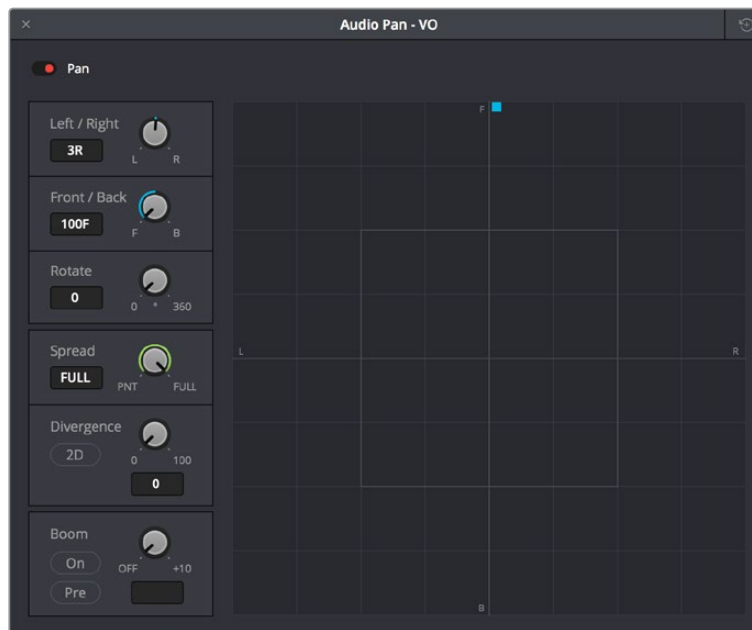 Audio Pan - VO
Pan
Left / Right
3R
L R
Front / Back
100F
F B
Rotate
0
0 ° 360
Spread
FULL
PNT FULL
Divergence
2D
0 100
0
Boom
On
OFF +10
Pre
F
L
R
B